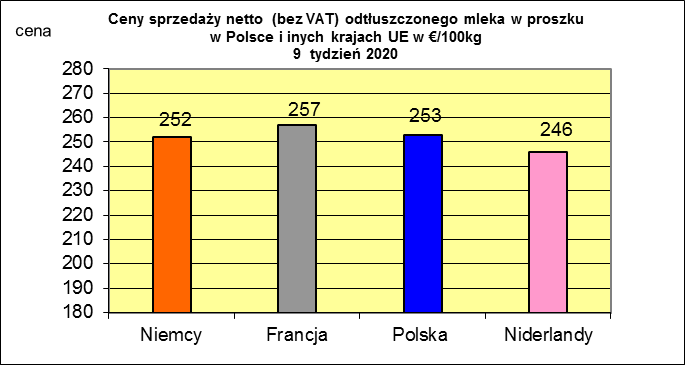 Ceny sprzedaży netto (bez VAT) odtłuszczonego mleka w proszku
w Polsce i inych krajach UE w €/100kg
9 tydzień 2020
cena
280
270
260
250
240
230
220
210
200
190
180
252
257
253
246
Niemcy
Francja
Polska
Niderlandy